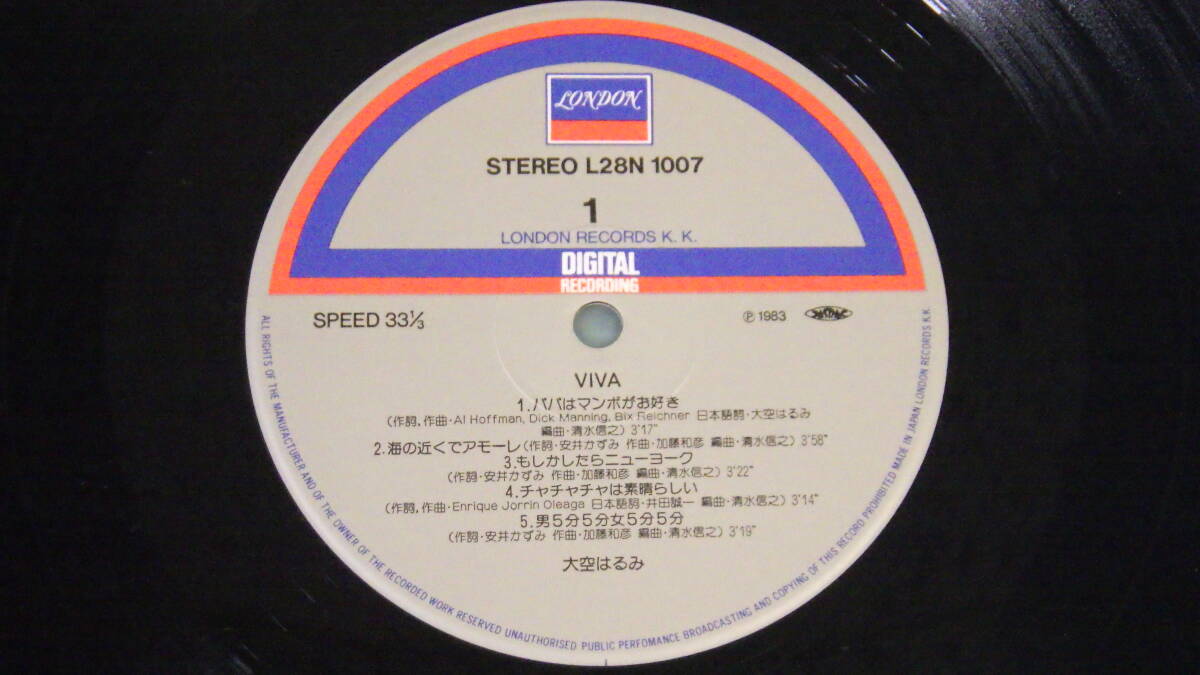 LONDON
STEREO L28N 1007
1
LONDON RECORDS K. K.
DIGITAL
RECORDING
SPEED 33⅓
℗ 1983
VIVA
1.パパはマンボがお好き
(作詞,作曲・Al Hoffman, Dick Manning, Bix Reichner 日本語詞・大空はるみ
編曲・清水信之) 3'17"
2.海の近くでアモーレ(作詞・安井かずみ 作曲・加藤和彦 編曲・清水信之) 3'58"
3.もしかしたらニューヨーク
(作詞・安井かずみ 作曲・加藤和彦 編曲・清水信之) 3'22"
4.チャチャチャは素晴らしい
(作詞,作曲・Enrique Jorrin Oleaga 日本語詞・井田誠一 編曲・清水信之) 3'14"
5.男5分5分女5分5分
(作詞・安井かずみ 作曲・加藤和彦 編曲・清水信之) 3'19"
大空はるみ
ALL RIGHTS OF THE MANUFACTURER AND OF THE OWNER OF THE RECORDED WORK RESERVED UNAUTHORISED PUBLIC PERFOMANCE BROADCASTING AND COPYING OF THIS RECORD PROHIBITED MADE IN JAPAN LONDON RECORDS K.K.